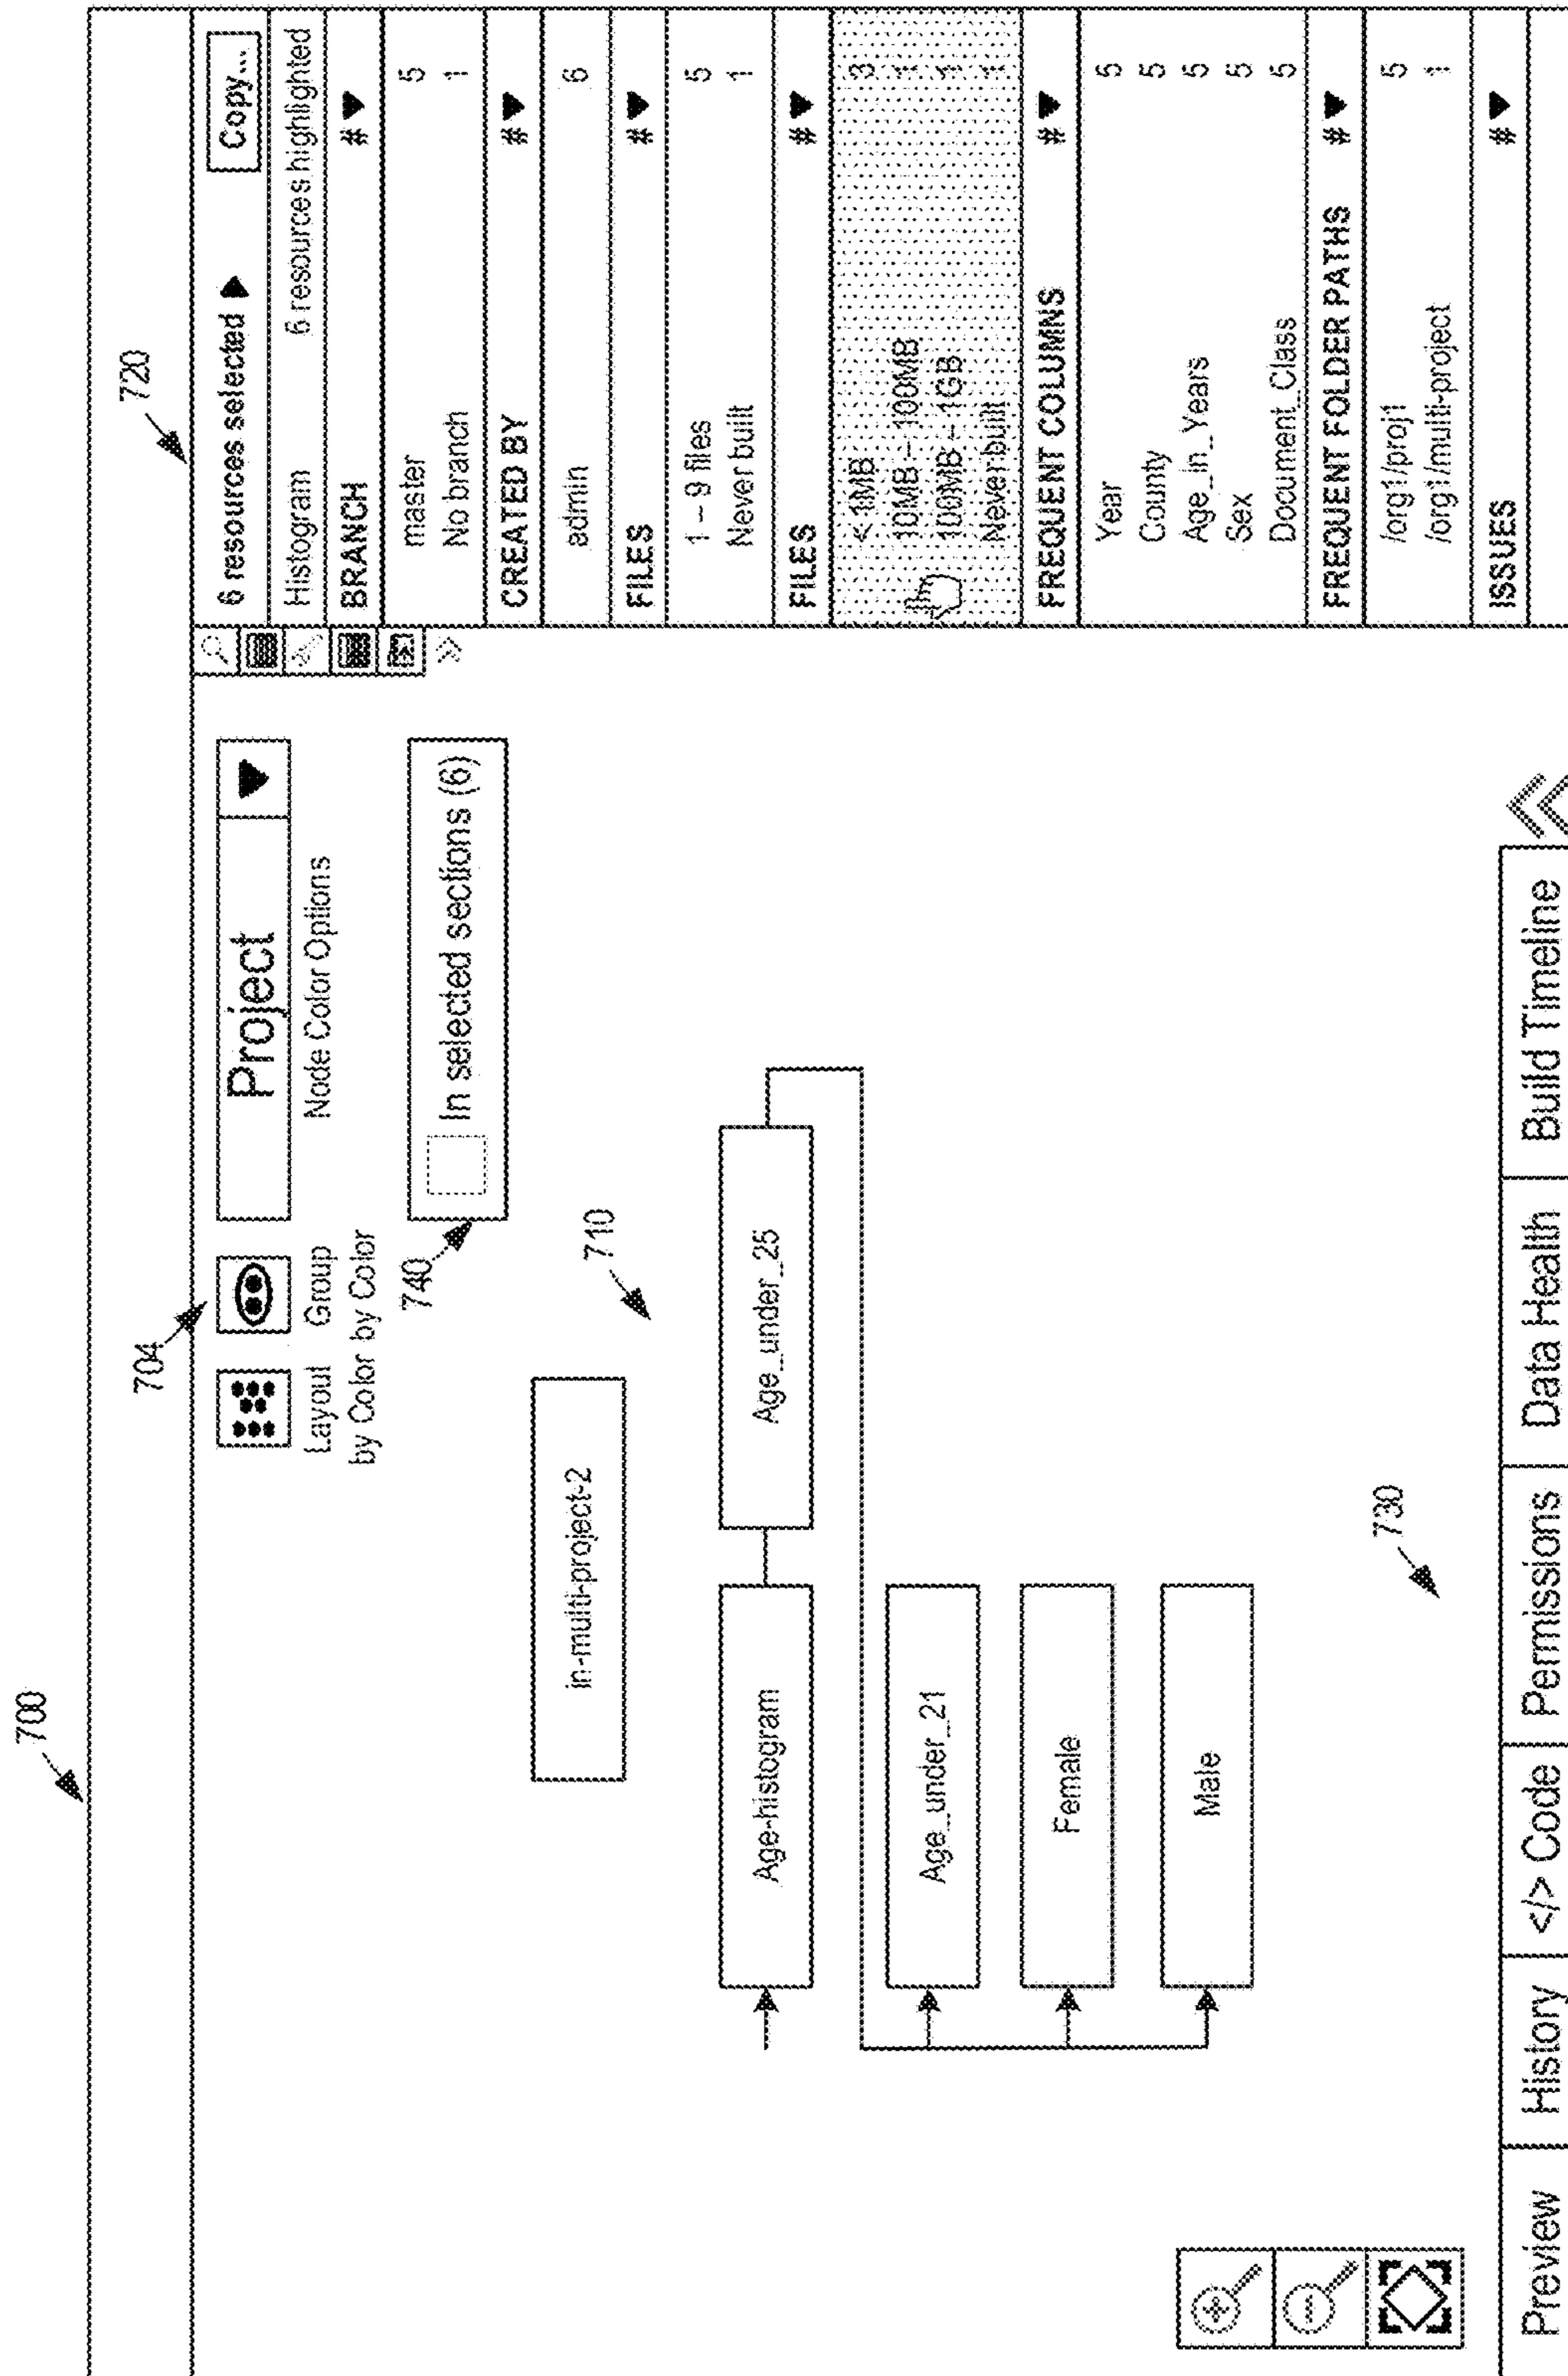 700
720
704
Layout
by Color
Group
by Color
Project
Node Color Options
740
In selected sections (6)
710
in-multi-project-2
Age-histogram
Age_under_25
Age_under_21
Female
Male
730
6 resources selected
Copy...
Histogram
6 resources highlighted
BRANCH #
master 5
No branch 1
CREATED BY #
admin 6
FILES #
1 – 9 files 5
Never built 1
FILES #
< 1MB 3
10MB – 100MB 1
100MB – 1GB 1
Never built 1
FREQUENT COLUMNS #
Year 5
County 5
Age_in_Years 5
Sex 5
Document_Class 5
FREQUENT FOLDER PATHS #
/org1/proj1 5
/org1/multi-project 1
ISSUES #
Preview
History
</> Code
Permissions
Data Health
Build Timeline